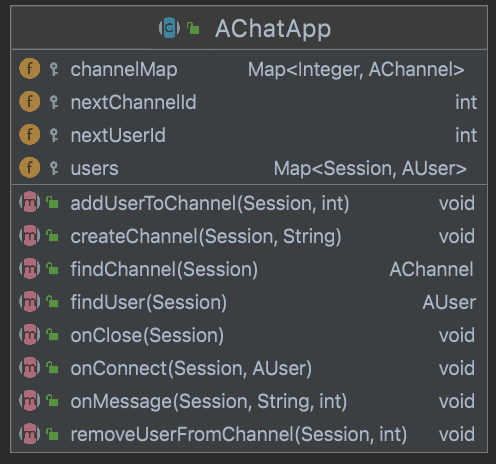 C AChatApp
f channelMap Map<Integer, AChannel>
f nextChannelId int
f nextUserId int
f users Map<Session, AUser>
m addUserToChannel(Session, int) void
m createChannel(Session, String) void
m findChannel(Session) AChannel
m findUser(Session) AUser
m onClose(Session) void
m onConnect(Session, AUser) void
m onMessage(Session, String, int) void
m removeUserFromChannel(Session, int) void